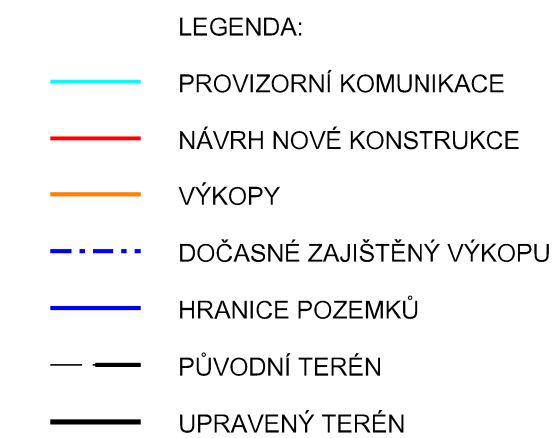 LEGENDA:
PROVIZORNÍ KOMUNIKACE
NÁVRH NOVÉ KONSTRUKCE
VÝKOPY
DOČASNÉ ZAJIŠTĚNÝ VÝKOPU
HRANICE POZEMKŮ
PŮVODNÍ TERÉN
UPRAVENÝ TERÉN